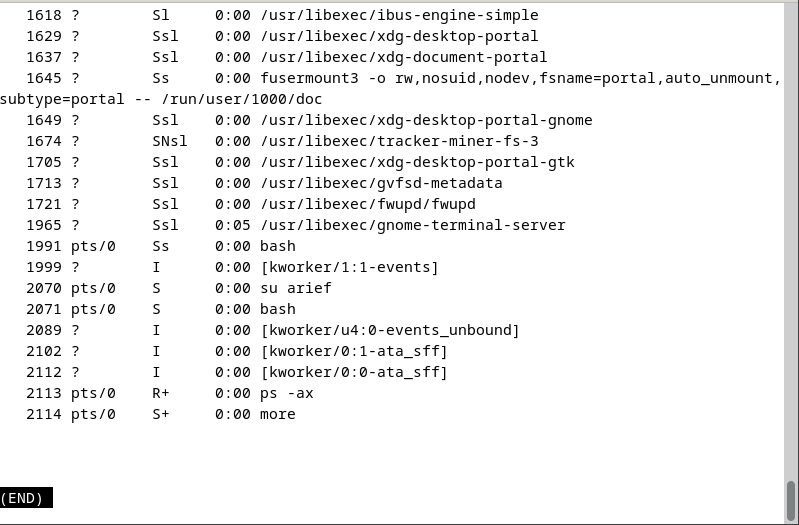 1618 ?        Sl     0:00 /usr/libexec/ibus-engine-simple
1629 ?        Ssl    0:00 /usr/libexec/xdg-desktop-portal
1637 ?        Ssl    0:00 /usr/libexec/xdg-document-portal
1645 ?        Ss     0:00 fusermount3 -o rw,nosuid,nodev,fsname=portal,auto_unmount,
subtype=portal -- /run/user/1000/doc
1649 ?        Ssl    0:00 /usr/libexec/xdg-desktop-portal-gnome
1674 ?        SNsl   0:00 /usr/libexec/tracker-miner-fs-3
1705 ?        Ssl    0:00 /usr/libexec/xdg-desktop-portal-gtk
1713 ?        Ssl    0:00 /usr/libexec/gvfsd-metadata
1721 ?        Ssl    0:00 /usr/libexec/fwupd/fwupd
1965 ?        Ssl    0:05 /usr/libexec/gnome-terminal-server
1991 pts/0    Ss     0:00 bash
1999 ?        I      0:00 [kworker/1:1-events]
2070 pts/0    S      0:00 su arief
2071 pts/0    S      0:00 bash
2089 ?        I      0:00 [kworker/u4:0-events_unbound]
2102 ?        I      0:00 [kworker/0:1-ata_sff]
2112 ?        I      0:00 [kworker/0:0-ata_sff]
2113 pts/0    R+     0:00 ps -ax
2114 pts/0    S+     0:00 more
(END)